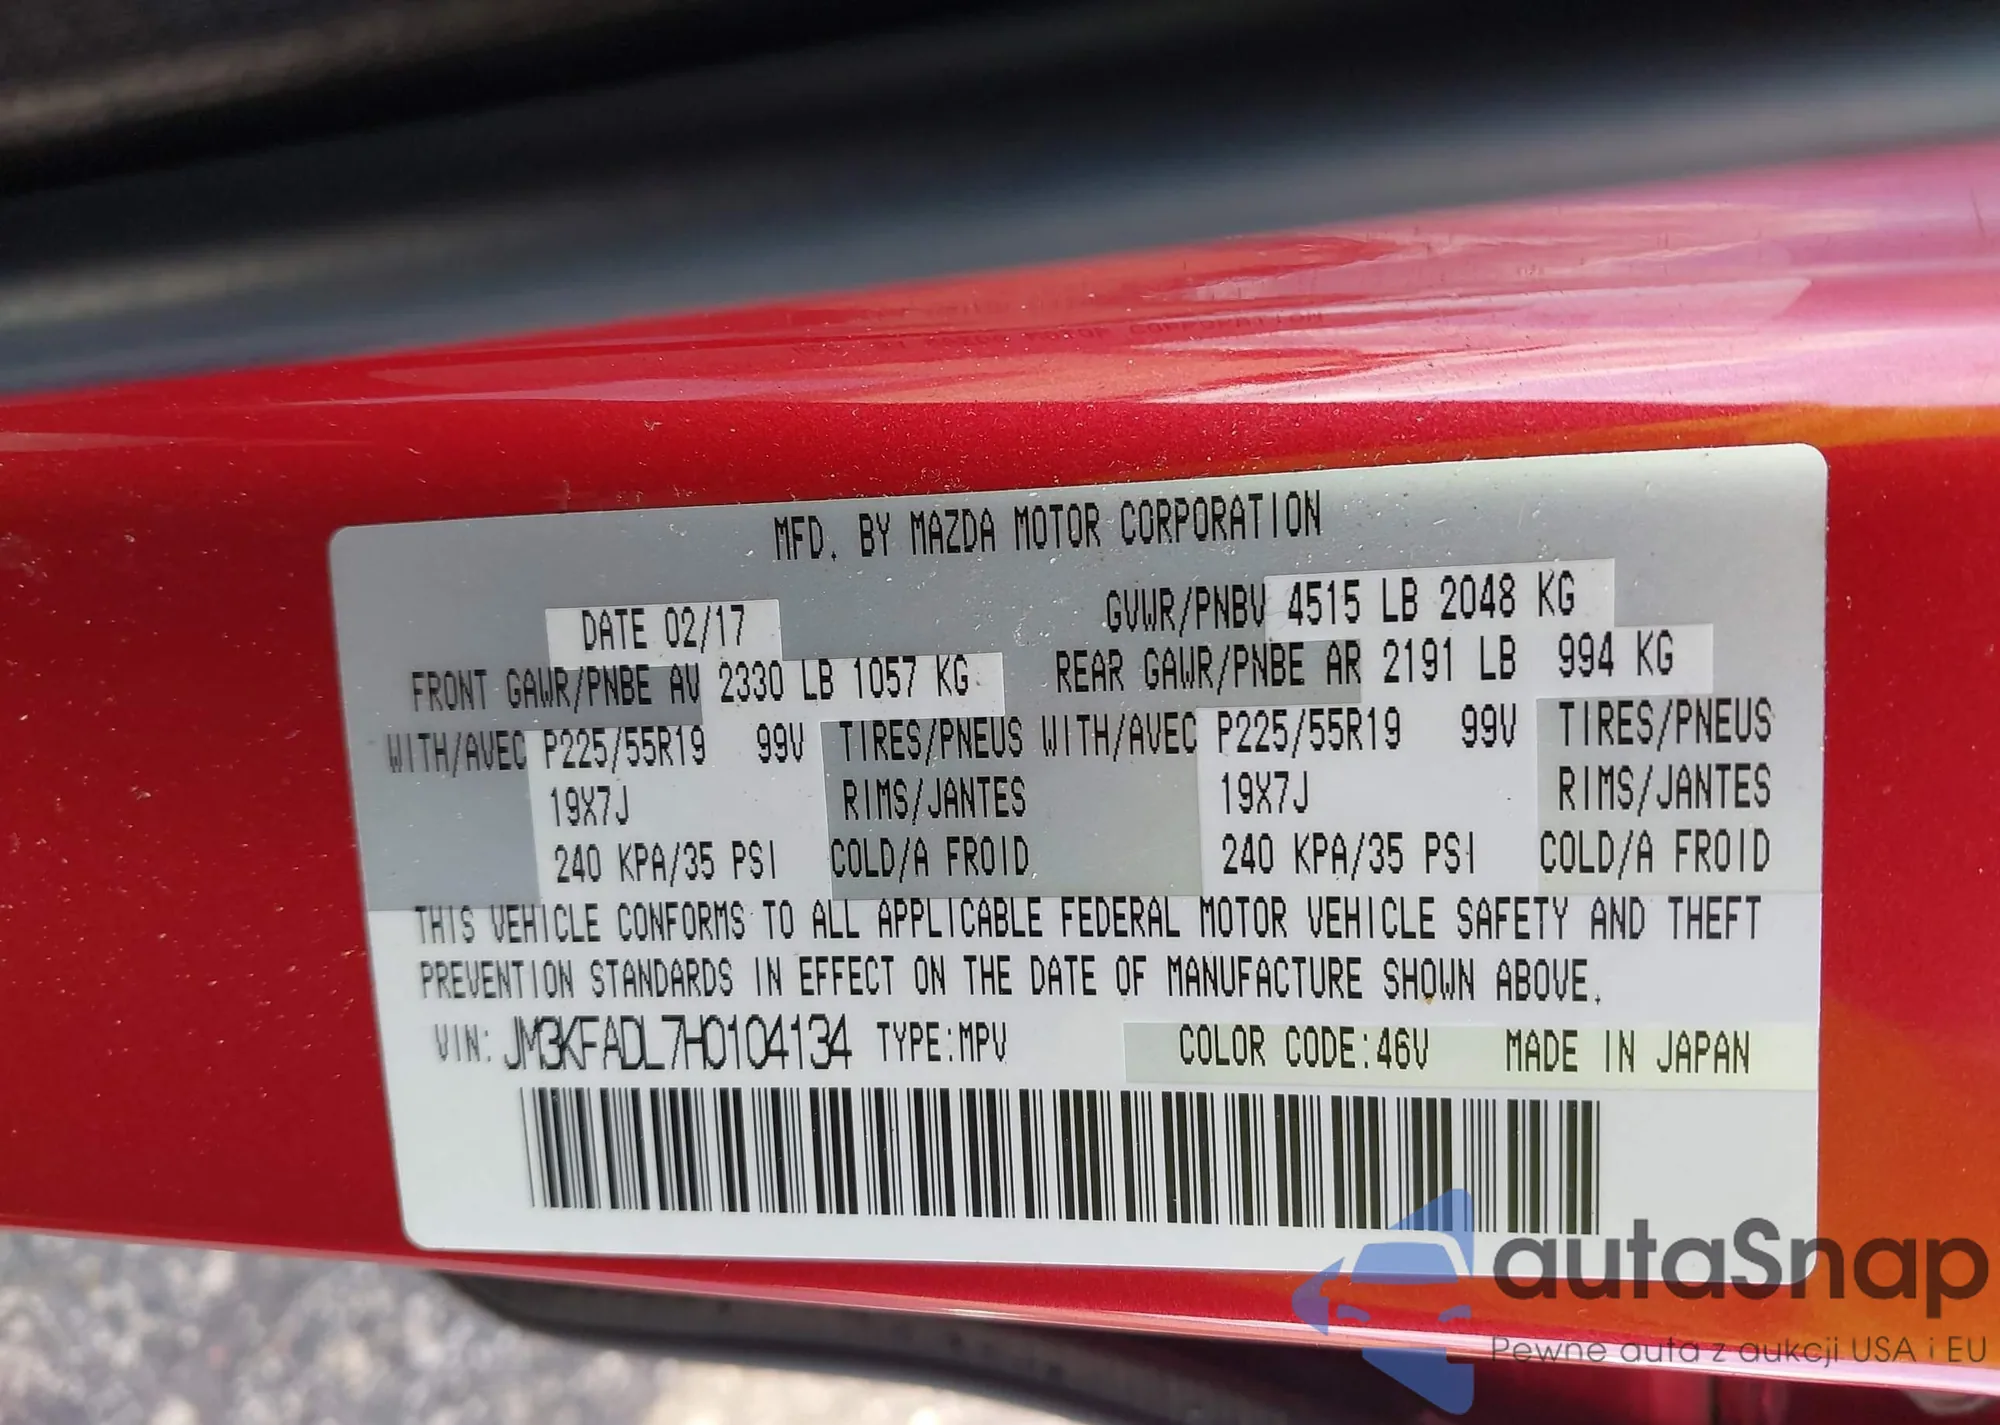 MFD. BY MAZDA MOTOR CORPORATION
DATE 02/17 GVWR/PNBV 4515 LB 2048 KG
FRONT GAWR/PNBE AV 2330 LB 1057 KG REAR GAWR/PNBE AR 2191 LB 994 KG
WITH/AVEC P225/55R19 99V TIRES/PNEUS WITH/AVEC P225/55R19 99V TIRES/PNEUS
19X7J RIMS/JANTES 19X7J RIMS/JANTES
240 KPA/35 PSI COLD/A FROID 240 KPA/35 PSI COLD/A FROID
THIS VEHICLE CONFORMS TO ALL APPLICABLE FEDERAL MOTOR VEHICLE SAFETY AND THEFT
PREVENTION STANDARDS IN EFFECT ON THE DATE OF MANUFACTURE SHOWN ABOVE.
VIN: JM3KFADL7H0104134 TYPE:MPV COLOR CODE:46V MADE IN JAPAN
autaSnap
Pewne auta z aukcji USA i EU